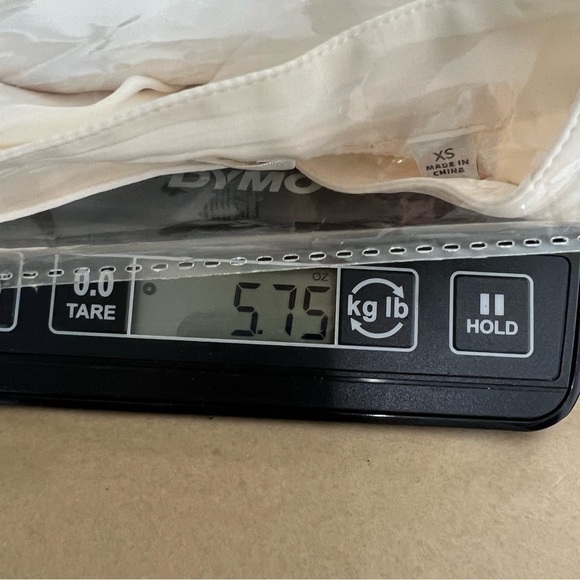 XS
MADE IN
CHINA
DYMO
0.0
TARE
OZ
5.75
kg lb
HOLD